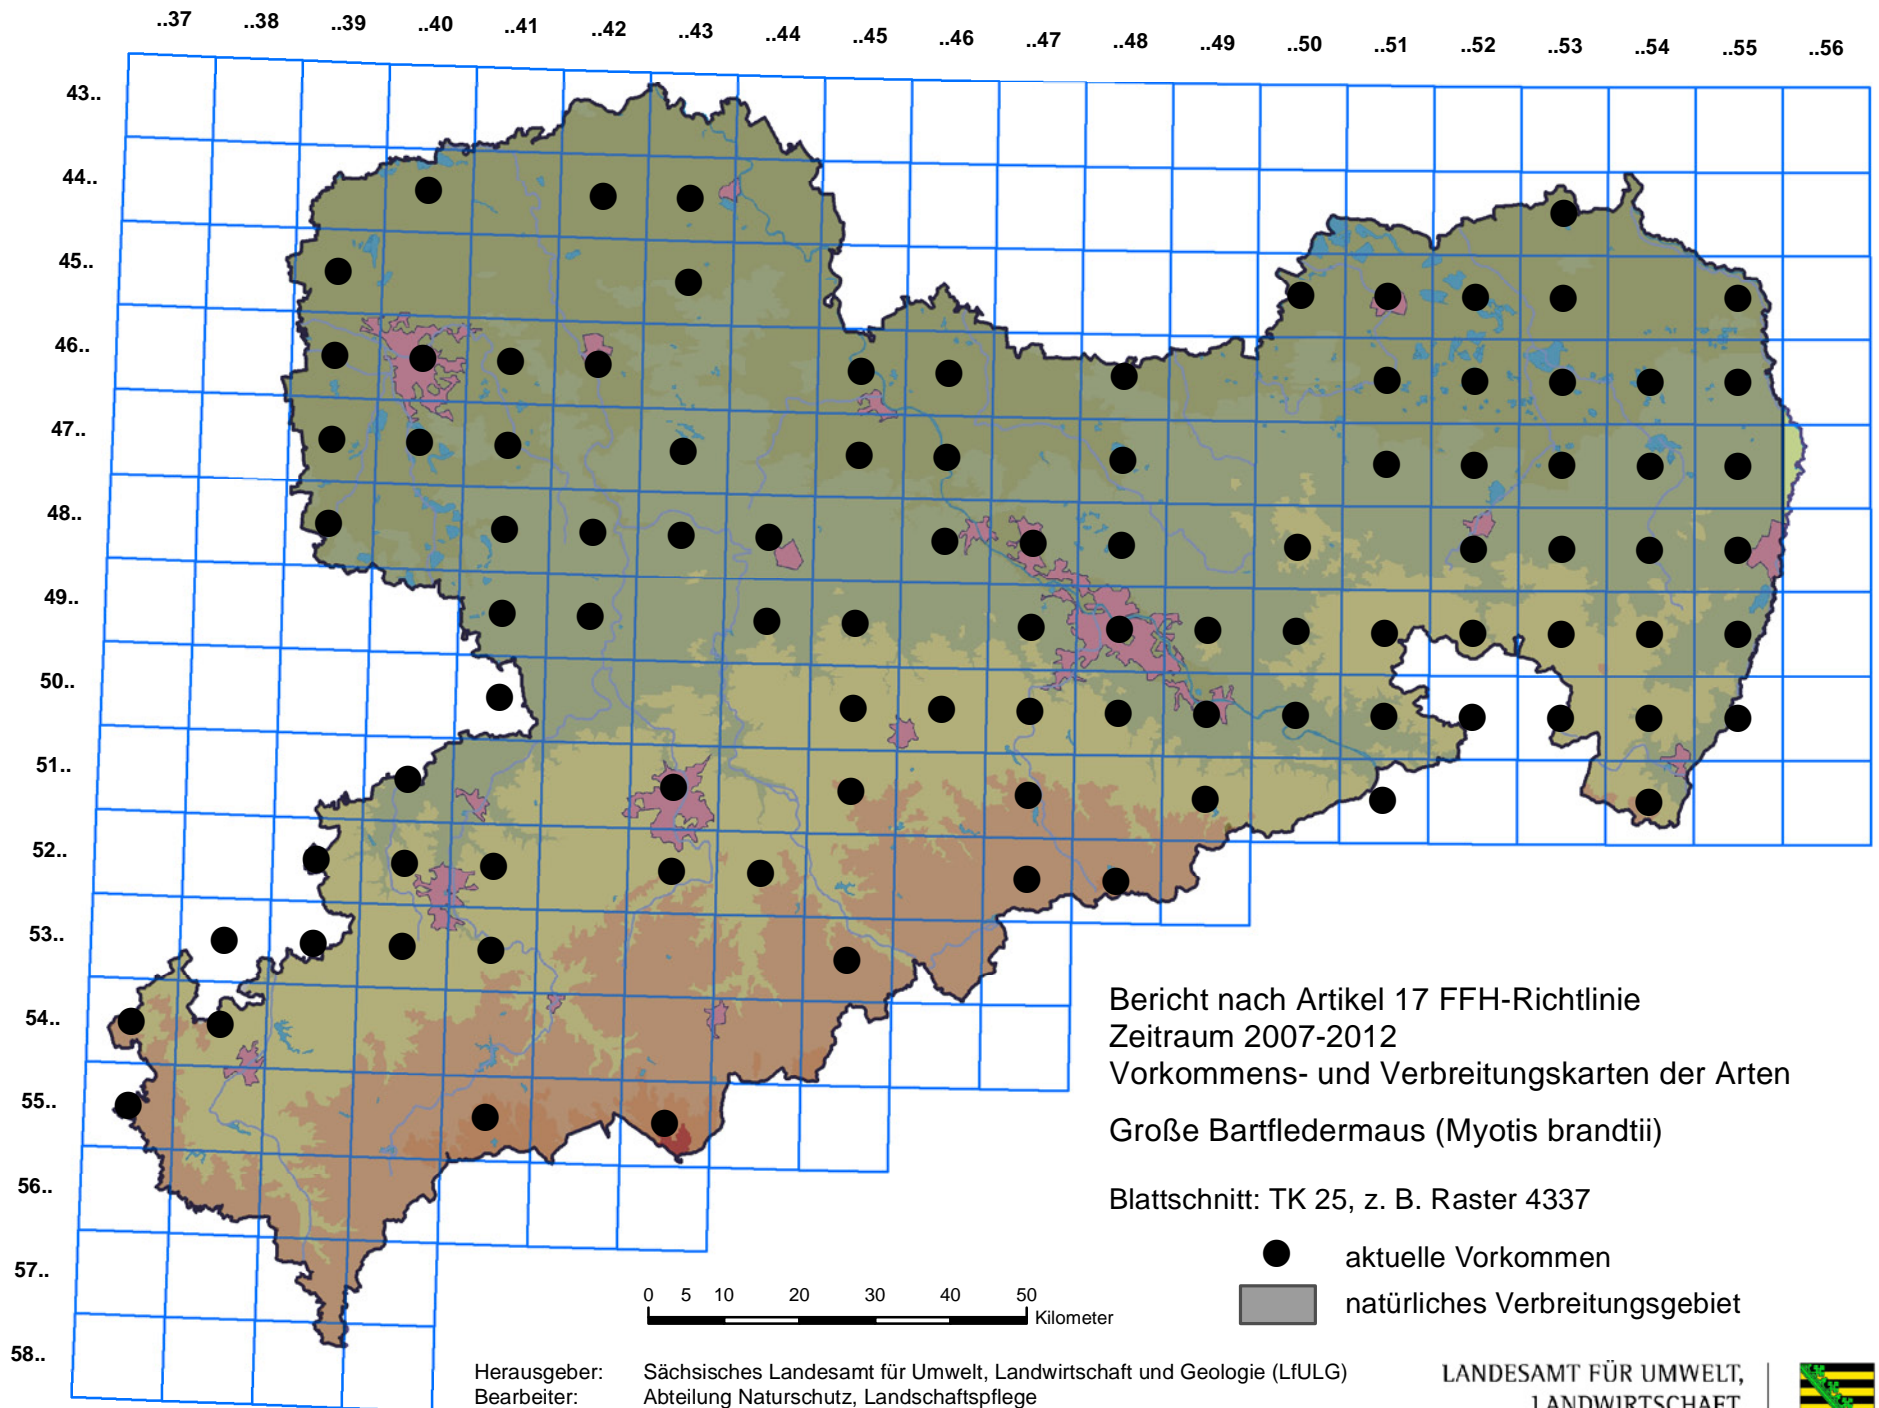 ..37 ..38 ..39 ..40 ..41 ..42 ..43 ..44 ..45 ..46 ..47 ..48 ..49 ..50 ..51 ..52 ..53 ..54 ..55 ..56
43..
44..
45..
46..
47..
48..
49..
50..
51..
52..
53..
54..
55..
56..
57..
58..
Bericht nach Artikel 17 FFH-Richtlinie
Zeitraum 2007-2012
Vorkommens- und Verbreitungskarten der Arten
Große Bartfledermaus (Myotis brandtii)
Blattschnitt: TK 25, z. B. Raster 4337
aktuelle Vorkommen
natürliches Verbreitungsgebiet
0 5 10 20 30 40 50
Kilometer
Herausgeber: Sächsisches Landesamt für Umwelt, Landwirtschaft und Geologie (LfULG)
Bearbeiter: Abteilung Naturschutz, Landschaftspflege
LANDESAMT FÜR UMWELT,
LANDWIRTSCHAFT